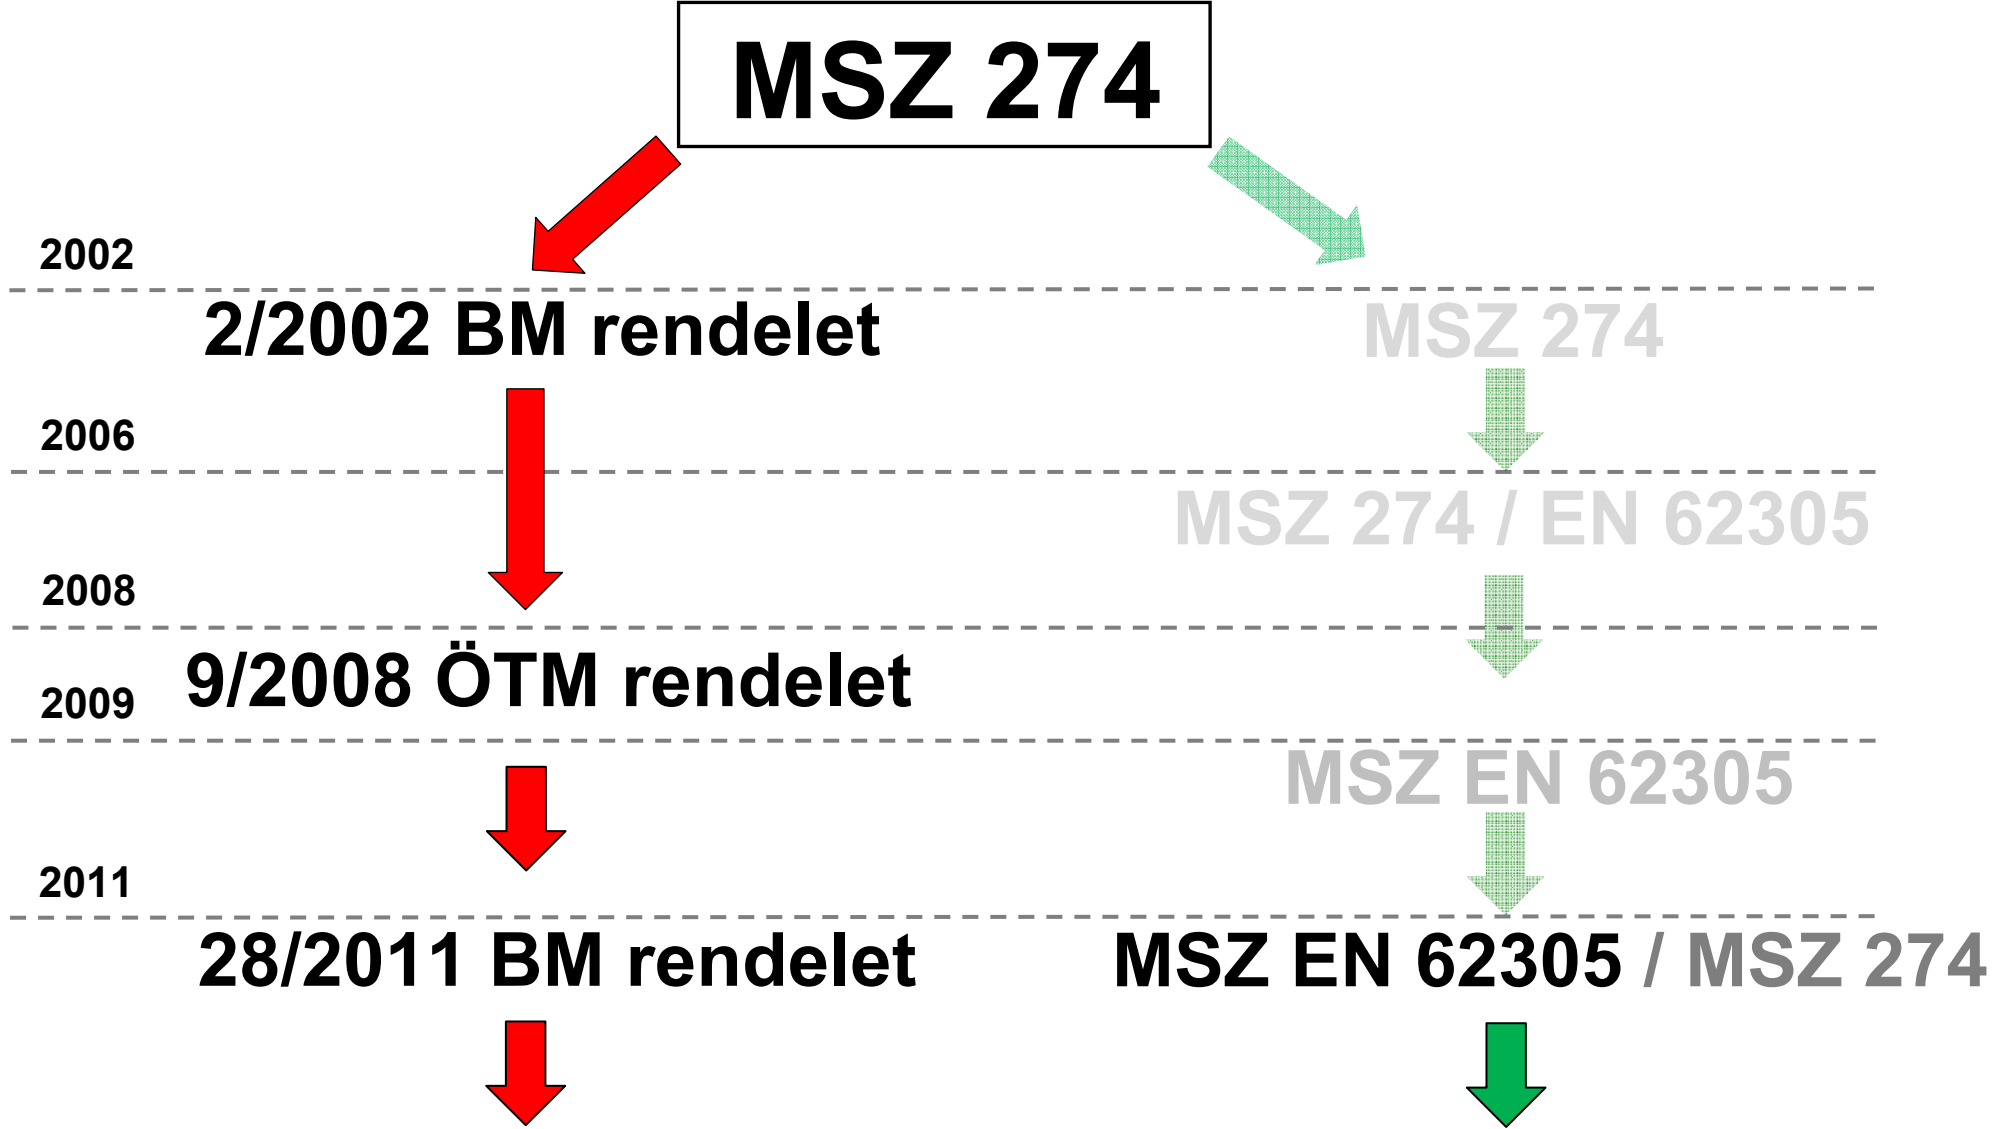 MSZ 274
2002
2/2002 BM rendelet
MSZ 274
2006
MSZ 274 / EN 62305
2008
9/2008 ÖTM rendelet
2009
MSZ EN 62305
2011
28/2011 BM rendelet
MSZ EN 62305 / MSZ 274